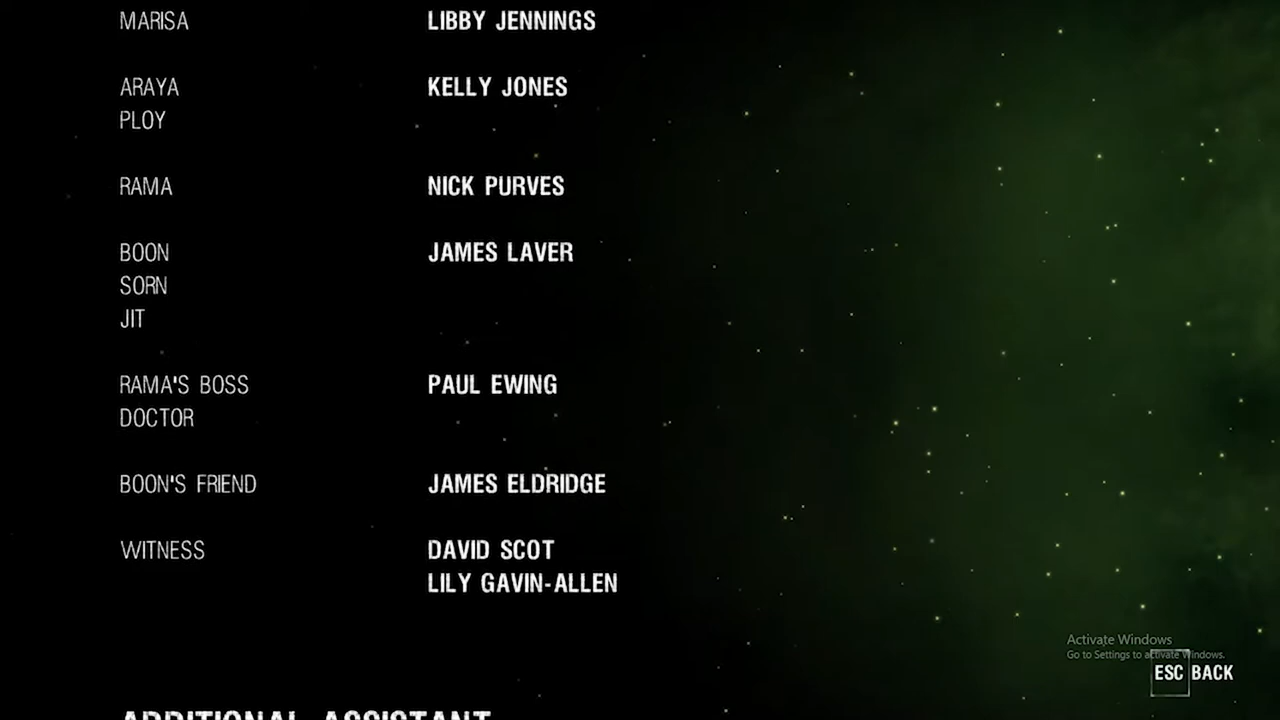 MARISA LIBBY JENNINGS
ARAYA KELLY JONES
PLOY
RAMA NICK PURVES
BOON JAMES LAVER
SORN
JIT
RAMA'S BOSS PAUL EWING
DOCTOR
BOON'S FRIEND JAMES ELDRIDGE
WITNESS DAVID SCOT
LILY GAVIN-ALLEN
Activate Windows
Go to Settings to activate Windows.
ESC BACK
ADDITIONAL ASSISTANT